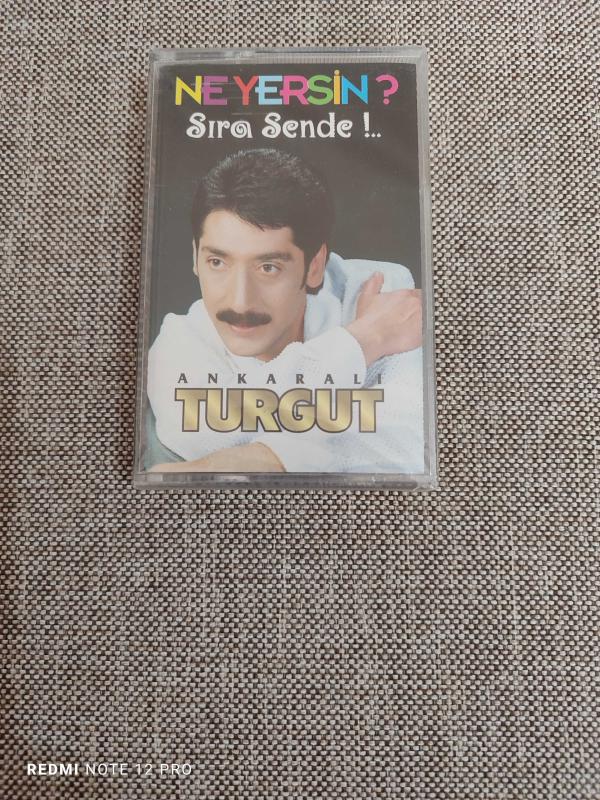 NE YERSİN ?
Sıra Sende !..
ANKARALI
TURGUT
REDMI NOTE 12 PRO